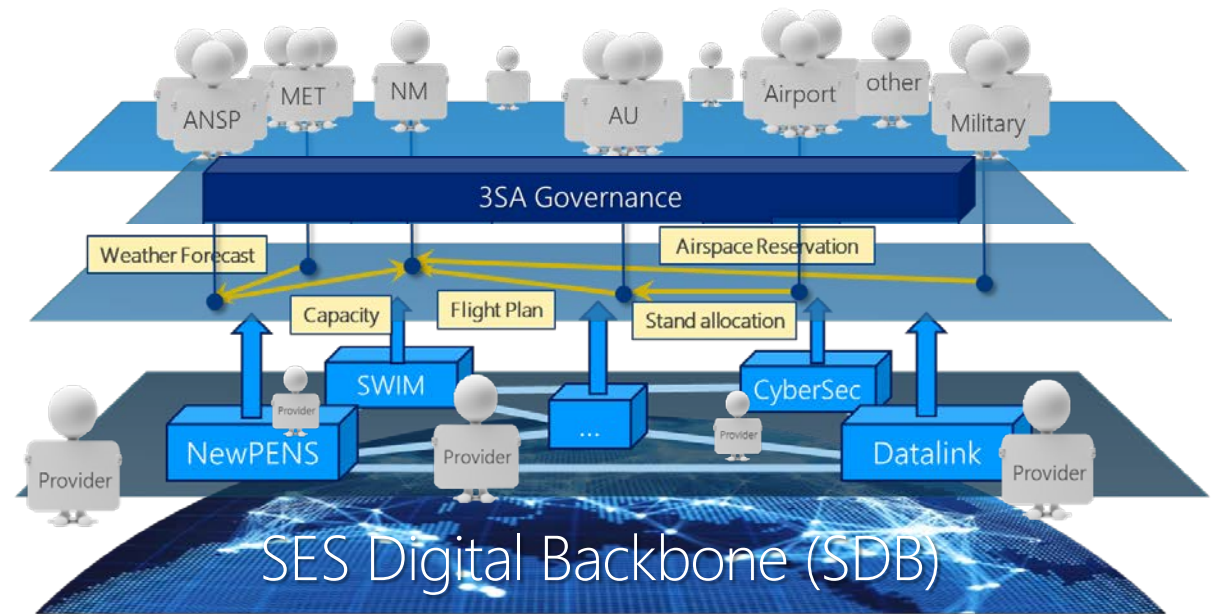 ANSP
MET
NM
AU
Airport
other
Military
3SA Governance
Weather Forecast
Airspace Reservation
Capacity
Flight Plan
Stand allocation
SWIM
CyberSec
Provider
...
Provider
NewPENS
Provider
Datalink
Provider
Provider
SES Digital Backbone (SDB)